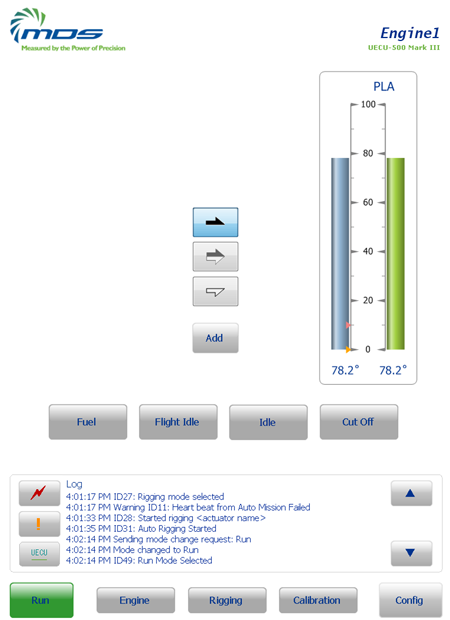 MDS
Measured by the Power of Precision
Engine1
UECU-500 Mark III
PLA
100
80
60
40
20
0
78.2° 78.2°
Add
Fuel Flight Idle Idle Cut Off
Log
4:01:17 PM ID27: Rigging mode selected
4:01:17 PM Warning ID11: Heart beat from Auto Mission Failed
4:01:33 PM ID28: Started rigging <actuator name>
4:01:35 PM ID31: Auto Rigging Started
4:02:14 PM Sending mode change request: Run
4:02:14 PM Mode changed to Run
4:02:14 PM ID49: Run Mode Selected
!
UECU
Run Engine Rigging Calibration Config